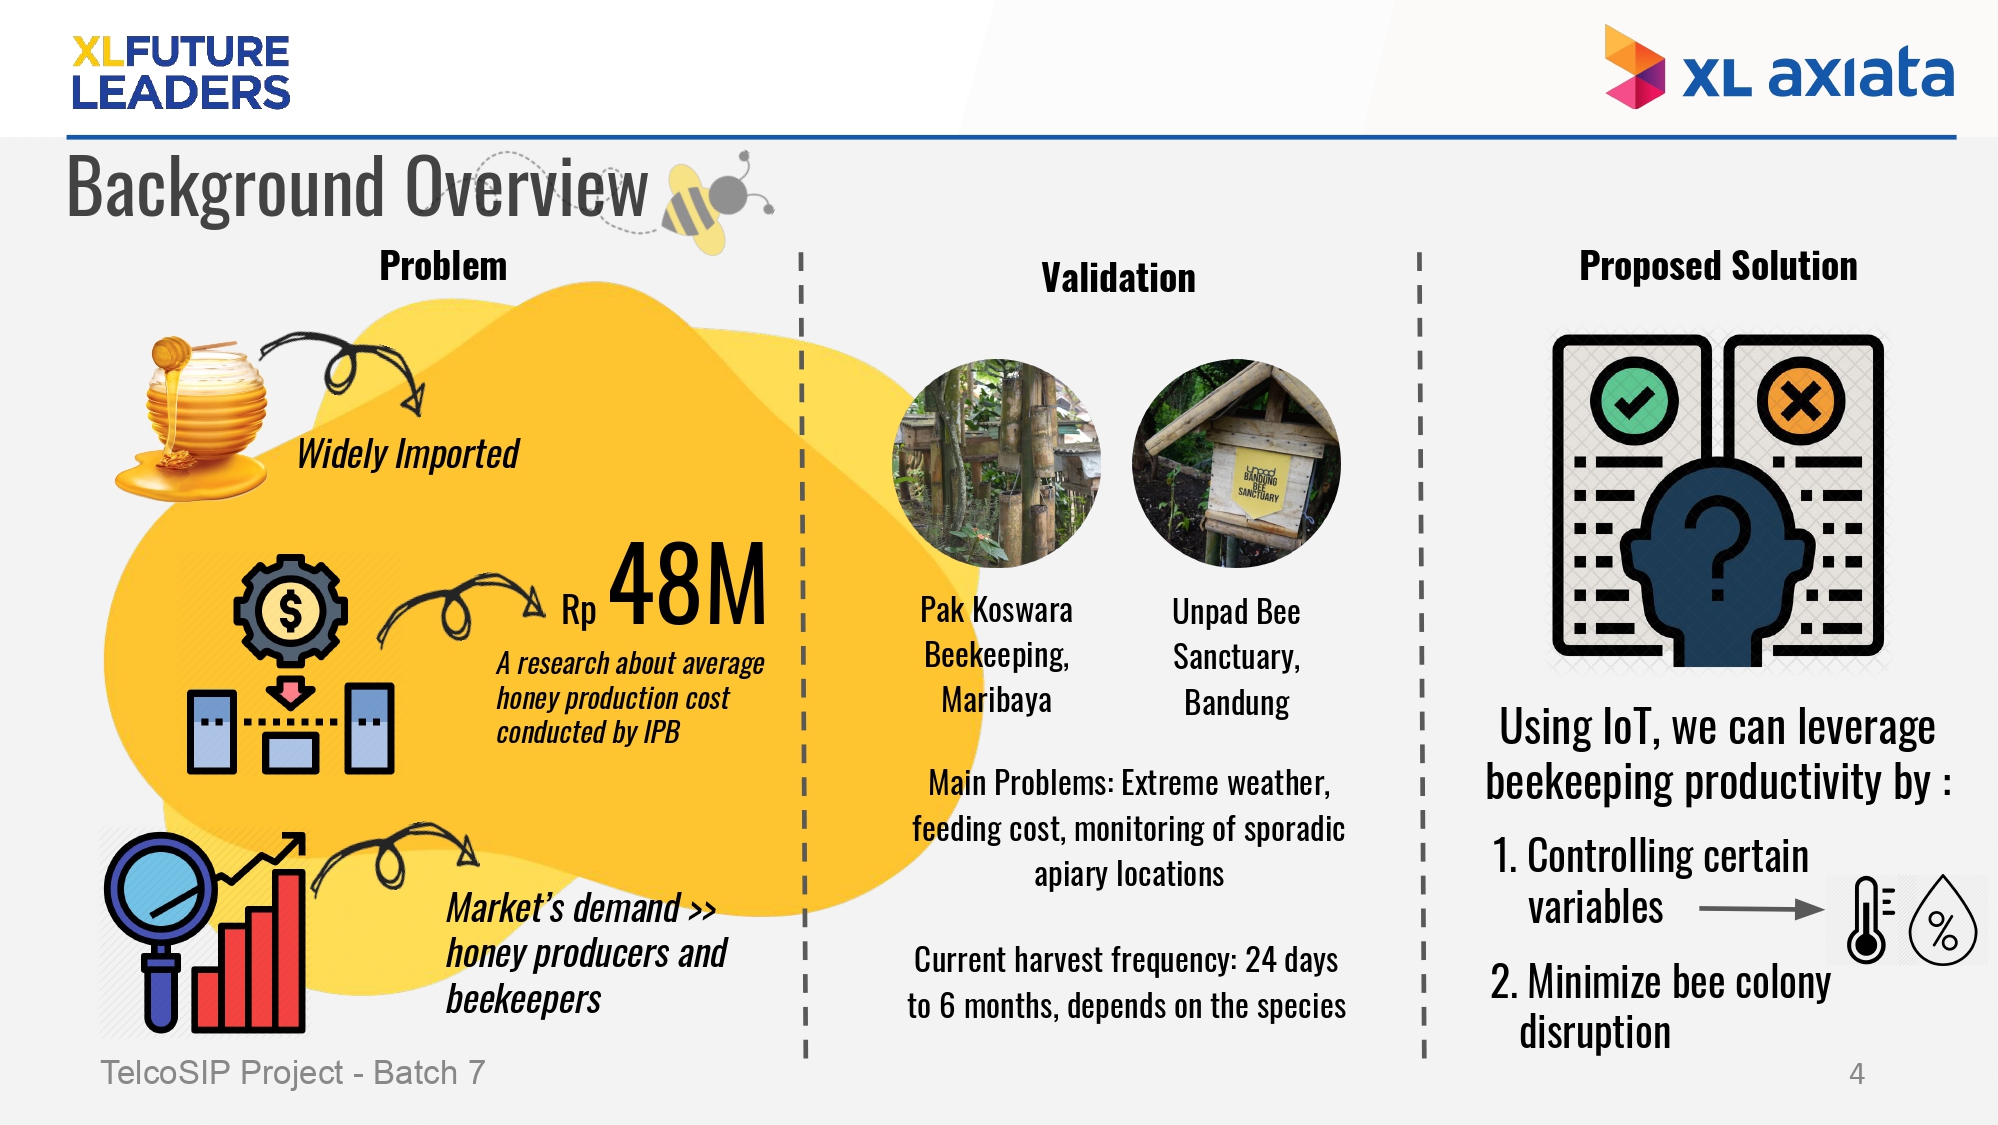 XLFUTURE
LEADERS
XL axiata
Background Overview
Problem
Widely Imported
$
Rp 48M
A research about average
honey production cost
conducted by IPB
Market's demand >>
honey producers and
beekeepers
Validation
unpad
BANDUNG
BEE
SANCTUARY
Pak Koswara
Beekeeping,
Maribaya
Unpad Bee
Sanctuary,
Bandung
Main Problems: Extreme weather,
feeding cost, monitoring of sporadic
apiary locations
Current harvest frequency: 24 days
to 6 months, depends on the species
Proposed Solution
?
Using IoT, we can leverage
beekeeping productivity by :
1. Controlling certain
variables
%
2. Minimize bee colony
disruption
TelcoSIP Project - Batch 7
4